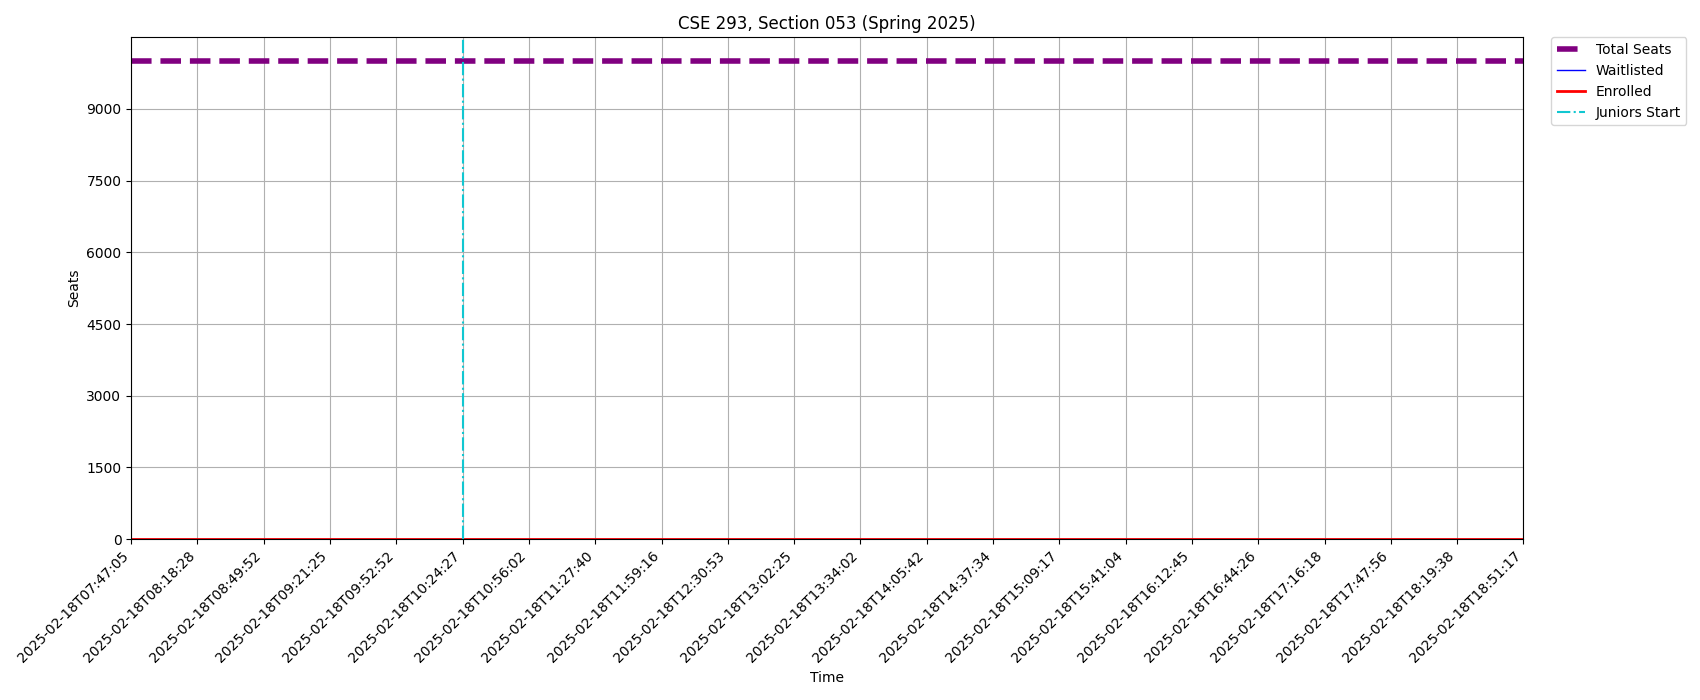 CSE 293, Section 053 (Spring 2025)
Total Seats
Waitlisted
Enrolled
Juniors Start
Seats
9000
7500
6000
4500
3000
1500
0
2025-02-18T07:47:05
2025-02-18T08:18:28
2025-02-18T08:49:52
2025-02-18T09:21:25
2025-02-18T09:52:52
2025-02-18T10:24:27
2025-02-18T10:56:02
2025-02-18T11:27:40
2025-02-18T11:59:16
2025-02-18T12:30:53
2025-02-18T13:02:25
2025-02-18T13:34:02
2025-02-18T14:05:42
2025-02-18T14:37:34
2025-02-18T15:09:17
2025-02-18T15:41:04
2025-02-18T16:12:45
2025-02-18T16:44:26
2025-02-18T17:16:18
2025-02-18T17:47:56
2025-02-18T18:19:38
2025-02-18T18:51:17
Time